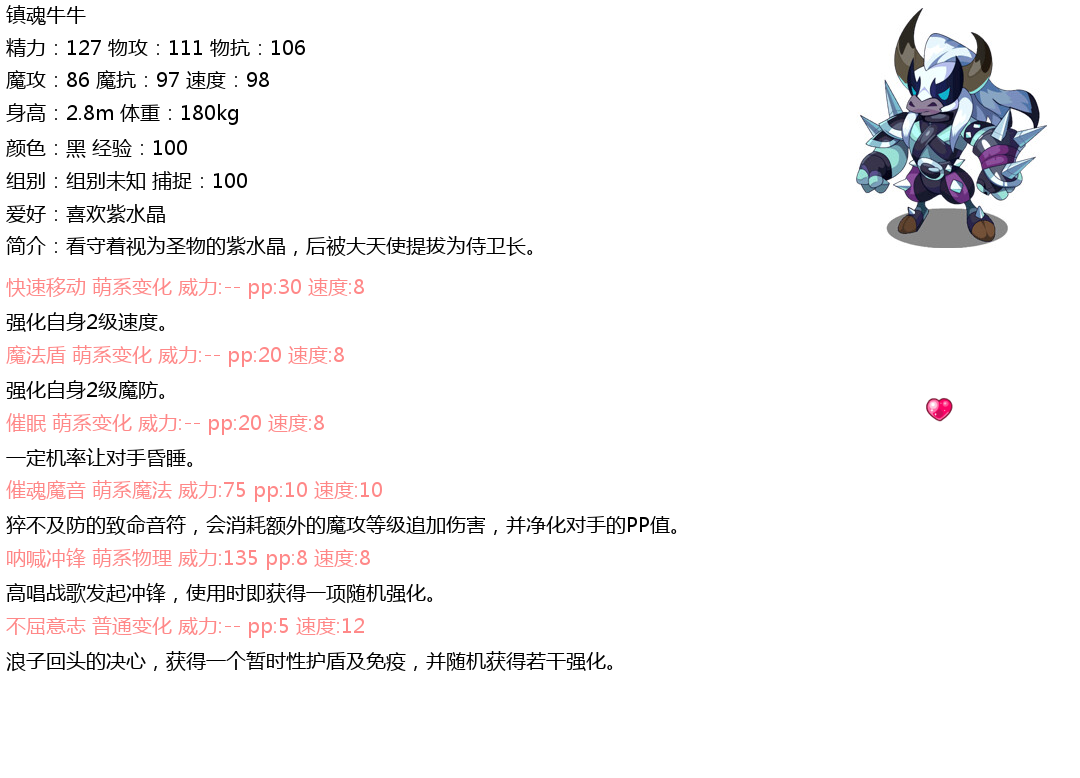 镇魂牛牛
精力：127 物攻：111 物抗：106
魔攻：86 魔抗：97 速度：98
身高：2.8m 体重：180kg
颜色：黑 经验：100
组别：组别未知 捕捉：100
爱好：喜欢紫水晶
简介：看守着视为圣物的紫水晶，后被大天使提拔为侍卫长。
快速移动 萌系变化 威力:-- pp:30 速度:8
强化自身2级速度。
魔法盾 萌系变化 威力:-- pp:20 速度:8
强化自身2级魔防。
催眠 萌系变化 威力:-- pp:20 速度:8
一定机率让对手昏睡。
催魂魔音 萌系魔法 威力:75 pp:10 速度:10
猝不及防的致命音符，会消耗额外的魔攻等级追加伤害，并净化对手的PP值。
呐喊冲锋 萌系物理 威力:135 pp:8 速度:8
高唱战歌发起冲锋，使用时即获得一项随机强化。
不屈意志 普通变化 威力:-- pp:5 速度:12
浪子回头的决心，获得一个暂时性护盾及免疫，并随机获得若干强化。